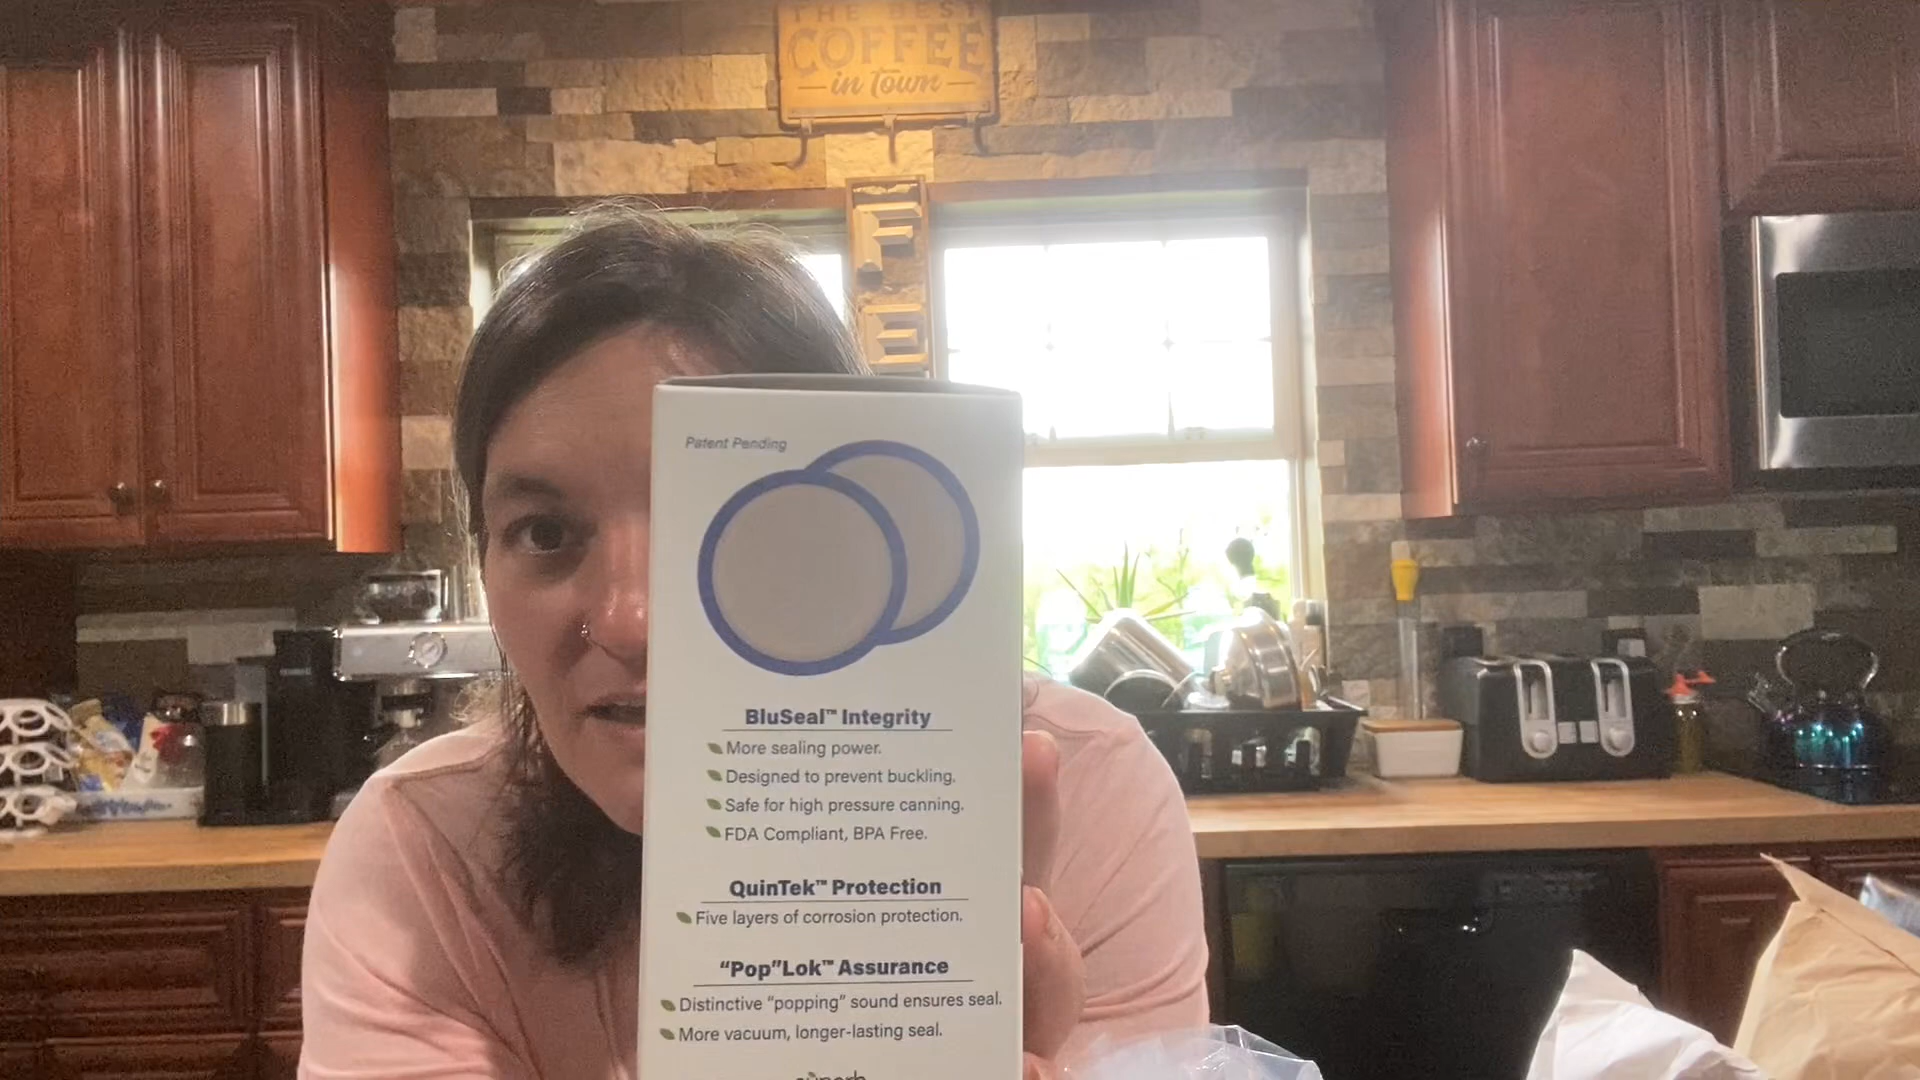 THE BEST
COFFEE
in town
Patent Pending
BluSeal™ Integrity
More sealing power.
Designed to prevent buckling.
Safe for high pressure canning.
FDA Compliant, BPA Free.
QuinTek™ Protection
Five layers of corrosion protection.
“Pop”Lok™ Assurance
Distinctive “popping” sound ensures seal.
More vacuum, longer-lasting seal.